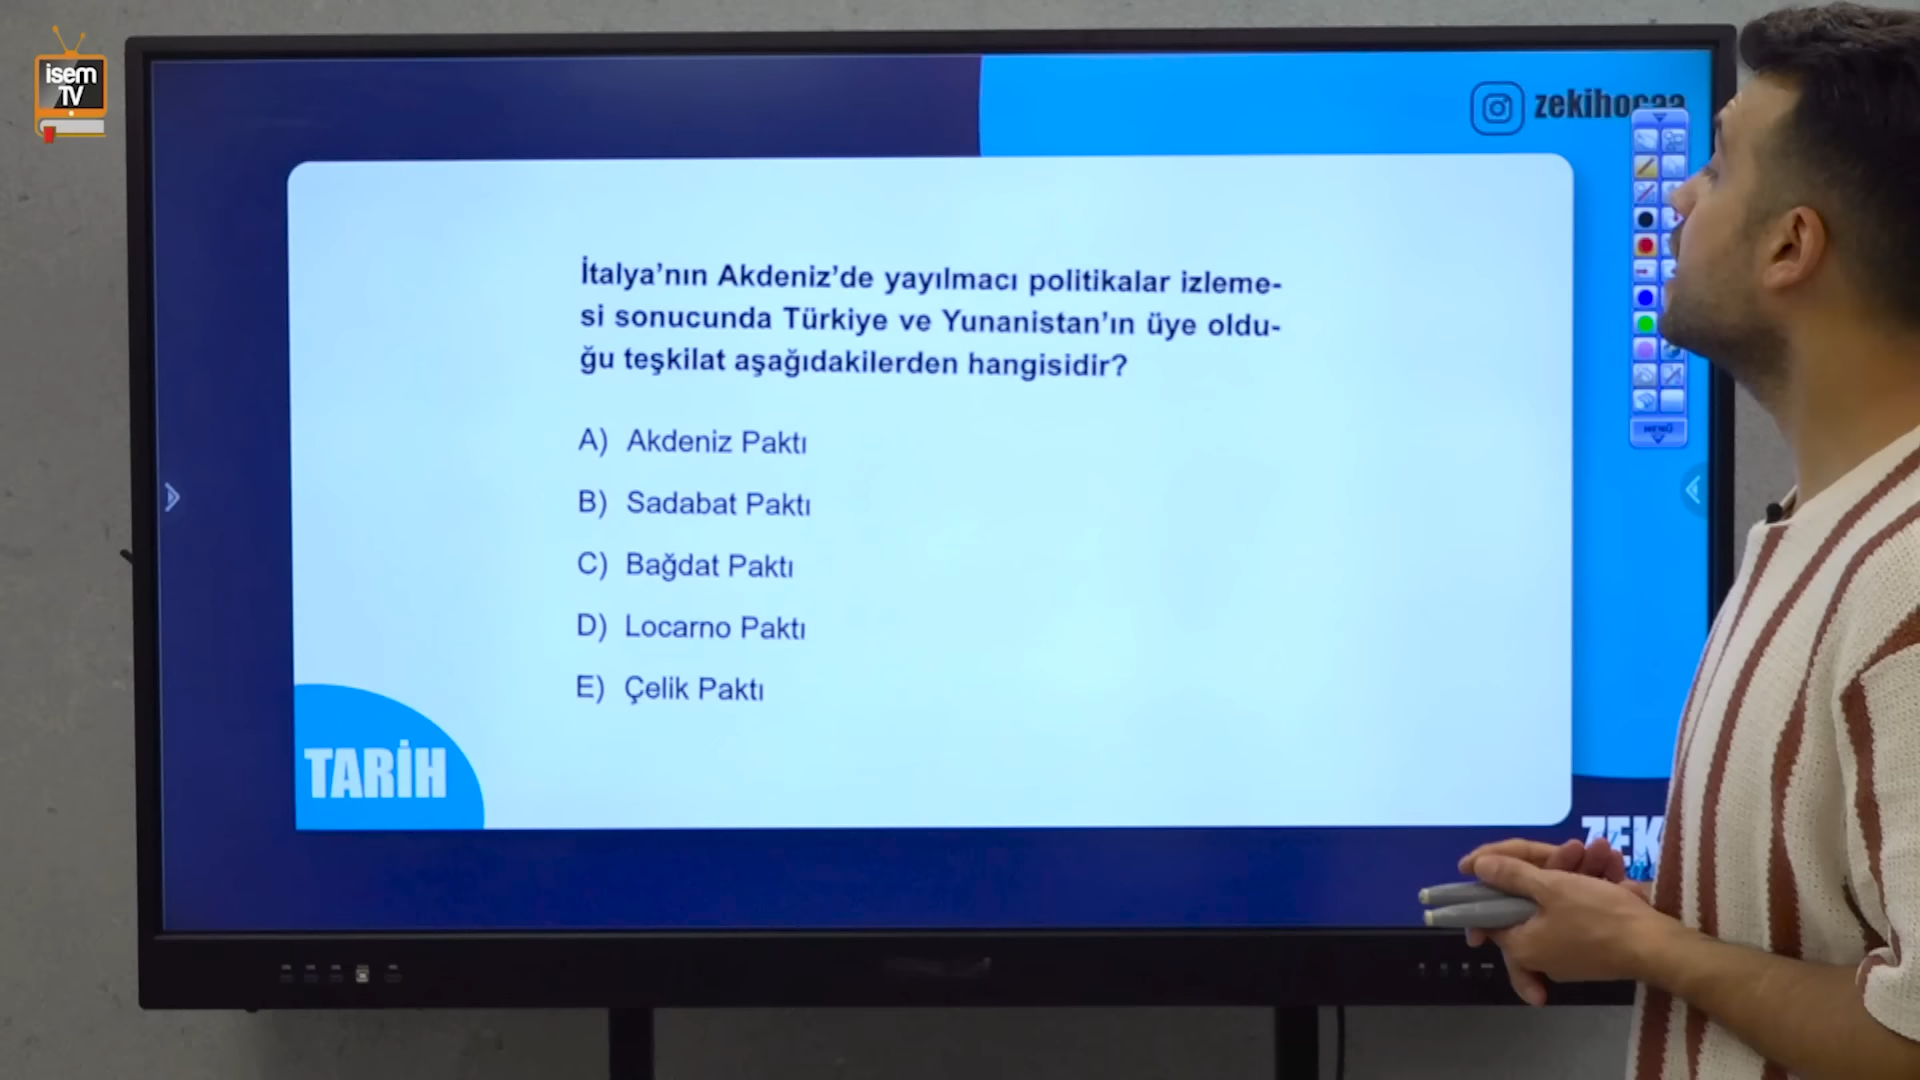 isem
TV
İtalya'nın Akdeniz'de yayılmacı politikalar izleme-
si sonucunda Türkiye ve Yunanistan'ın üye oldu-
ğu teşkilat aşağıdakilerden hangisidir?
A) Akdeniz Paktı
B) Sadabat Paktı
C) Bağdat Paktı
D) Locarno Paktı
E) Çelik Paktı
TARİH
MENÜ